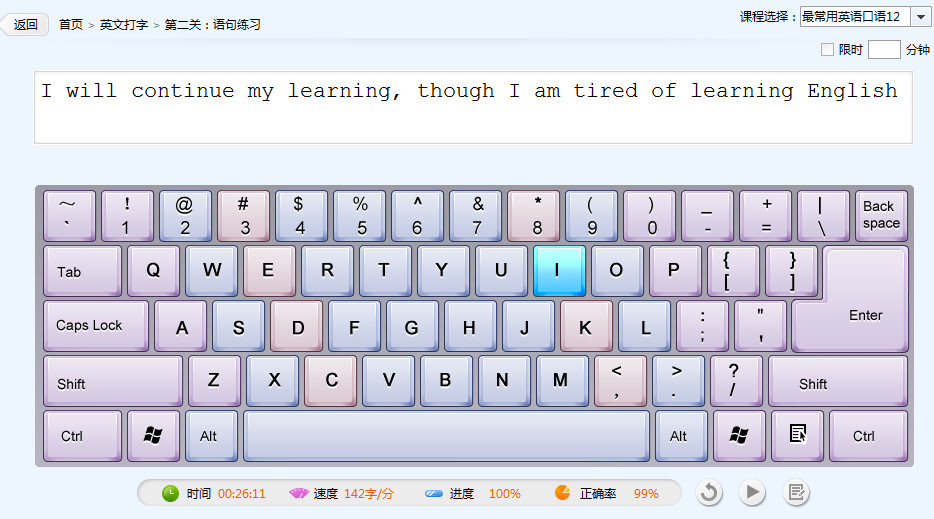 返回 首页 > 英文打字 > 第二关：语句练习 课程选择： 最常用英语口语12
限时 分钟
I will continue my learning, though I am tired of learning English
~ ! @ # $ % ^ & * ( ) _ + | Back
` 1 2 3 4 5 6 7 8 9 0 - = \ space
Tab Q W E R T Y U I O P { [ } ] Enter
Caps Lock A S D F G H J K L : ; " '
Shift Z X C V B N M < , > . ? / Shift
Ctrl Alt Alt Ctrl
时间 00:26:11 速度 142字/分 进度 100% 正确率 99%